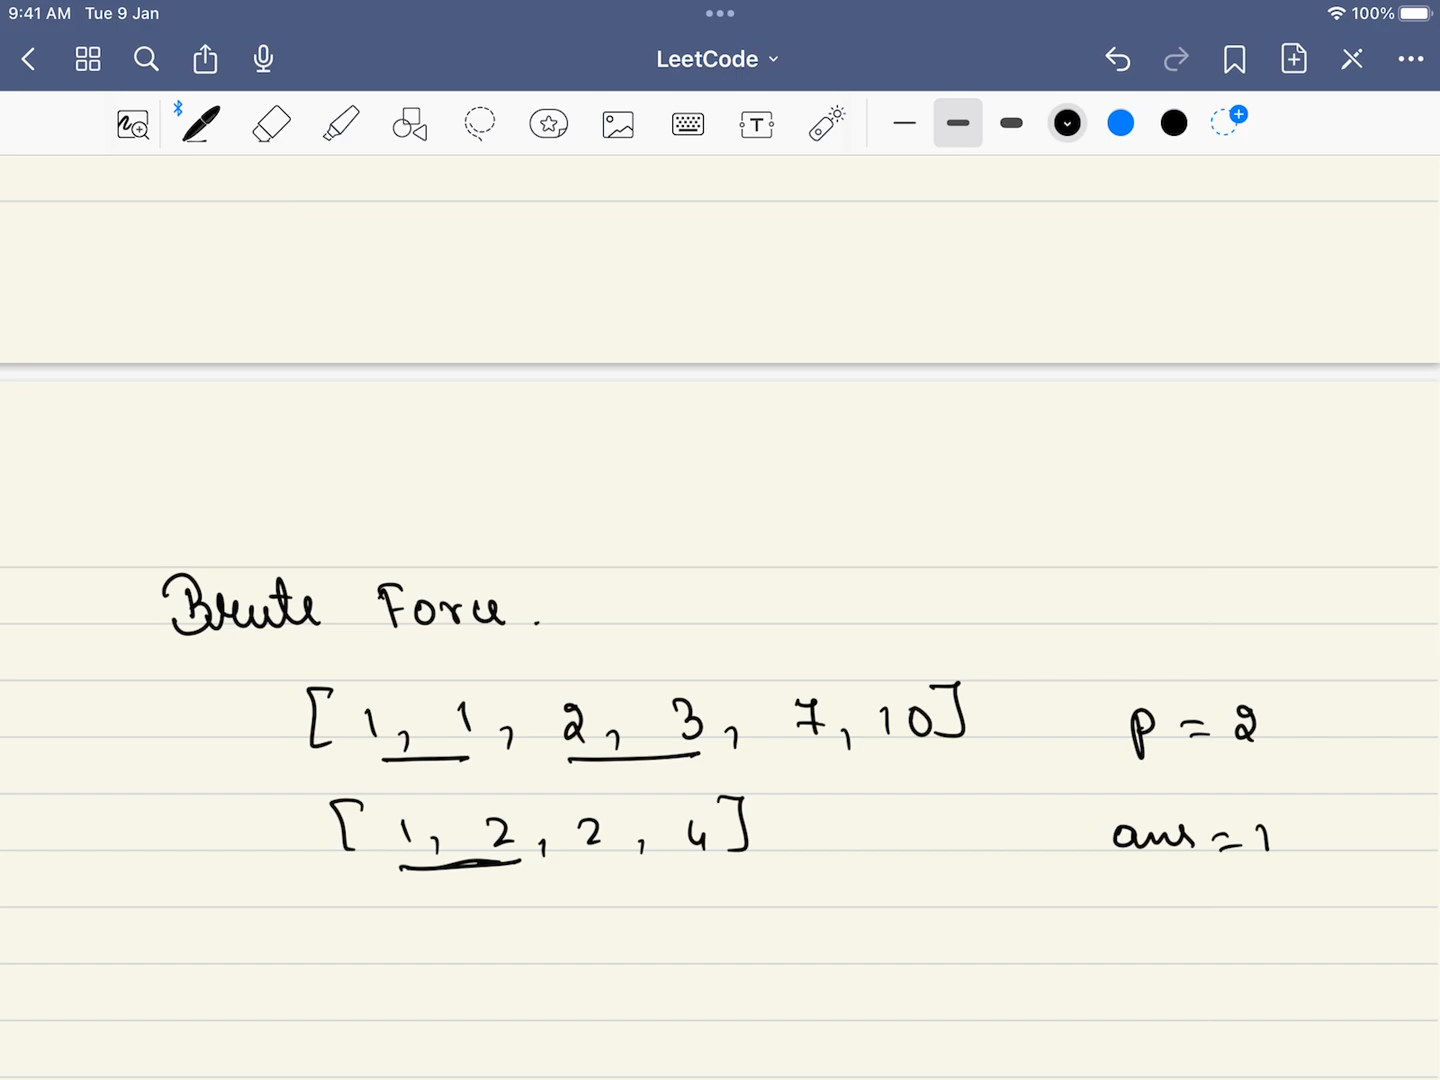 9:41 AM Tue 9 Jan 100%
LeetCode
T
Brute Force.
[ 1, 1, 2, 3, 7, 10] p = 2
[ 1, 2, 2, 4] ans = 1